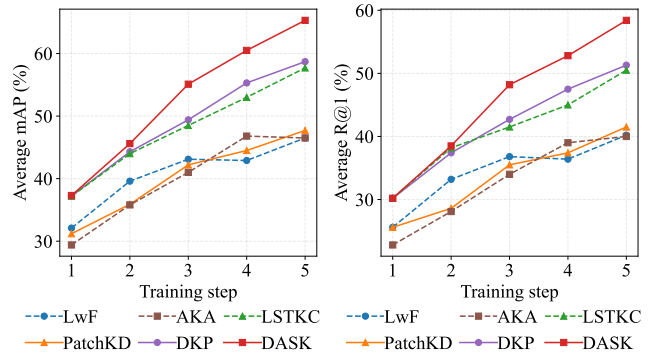 Average mAP (%)
60
50
40
30
1 2 3 4 5
Training step
LwF AKA LSTKC
PatchKD DKP DASK
Average R@1 (%)
60
50
40
30
1 2 3 4 5
Training step
LwF AKA LSTKC
PatchKD DKP DASK